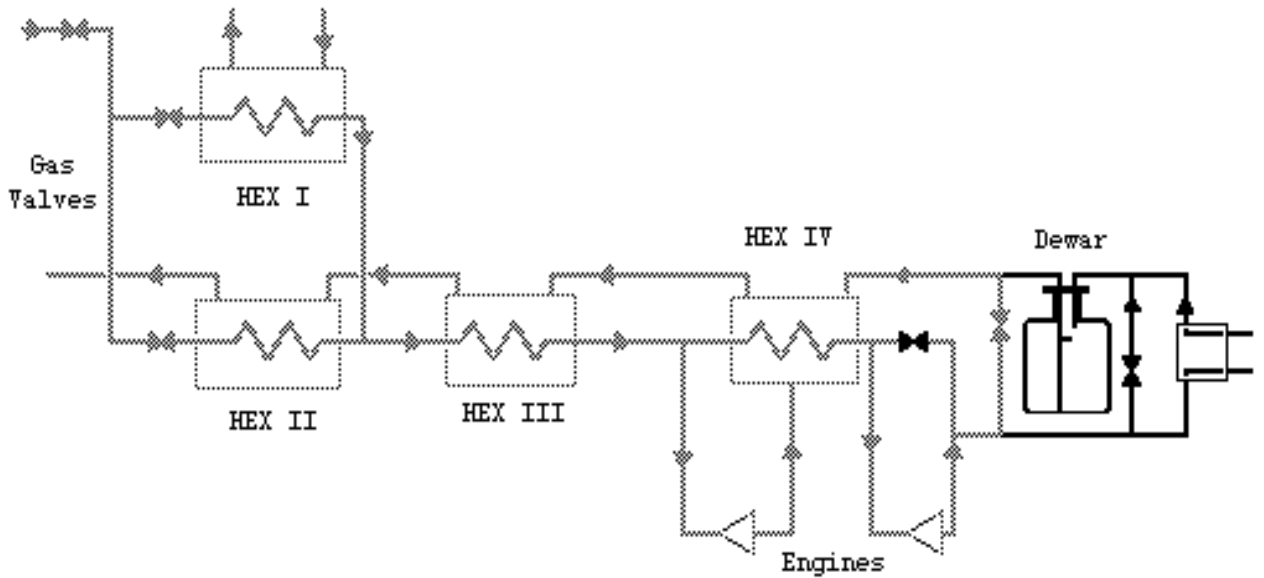 Gas
Valves
HEX I
HEX IV
Dewar
HEX II
HEX III
Engines